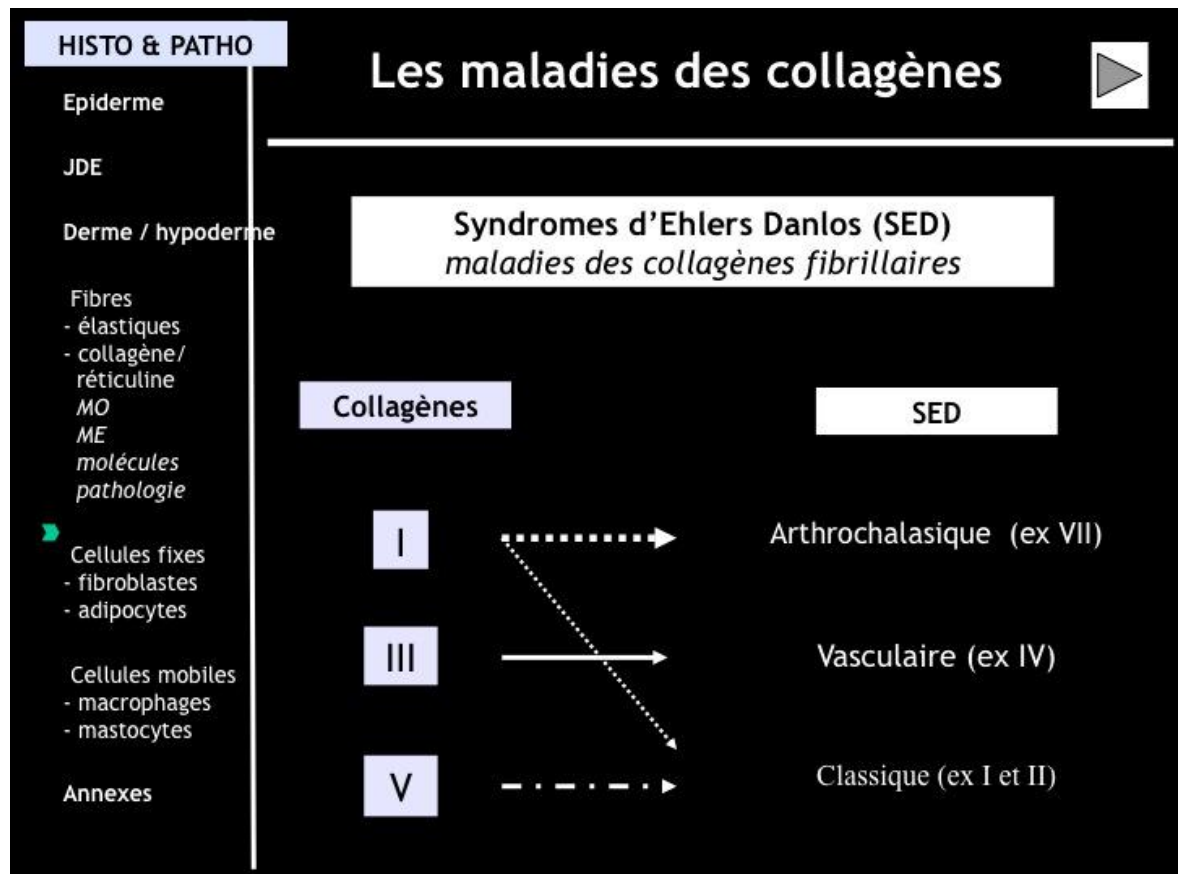 HISTO & PATHO
Epiderme
JDE
Derme / hypoderme
Fibres
- élastiques
- collagène/
réticuline
MO
ME
molécules
pathologie
Cellules fixes
- fibroblastes
- adipocytes
Cellules mobiles
- macrophages
- mastocytes
Annexes
Les maladies des collagènes
Syndromes d’Ehlers Danlos (SED)
maladies des collagènes fibrillaires
Collagènes
SED
I
Arthrochalasique (ex VII)
III
Vasculaire (ex IV)
V
Classique (ex I et II)